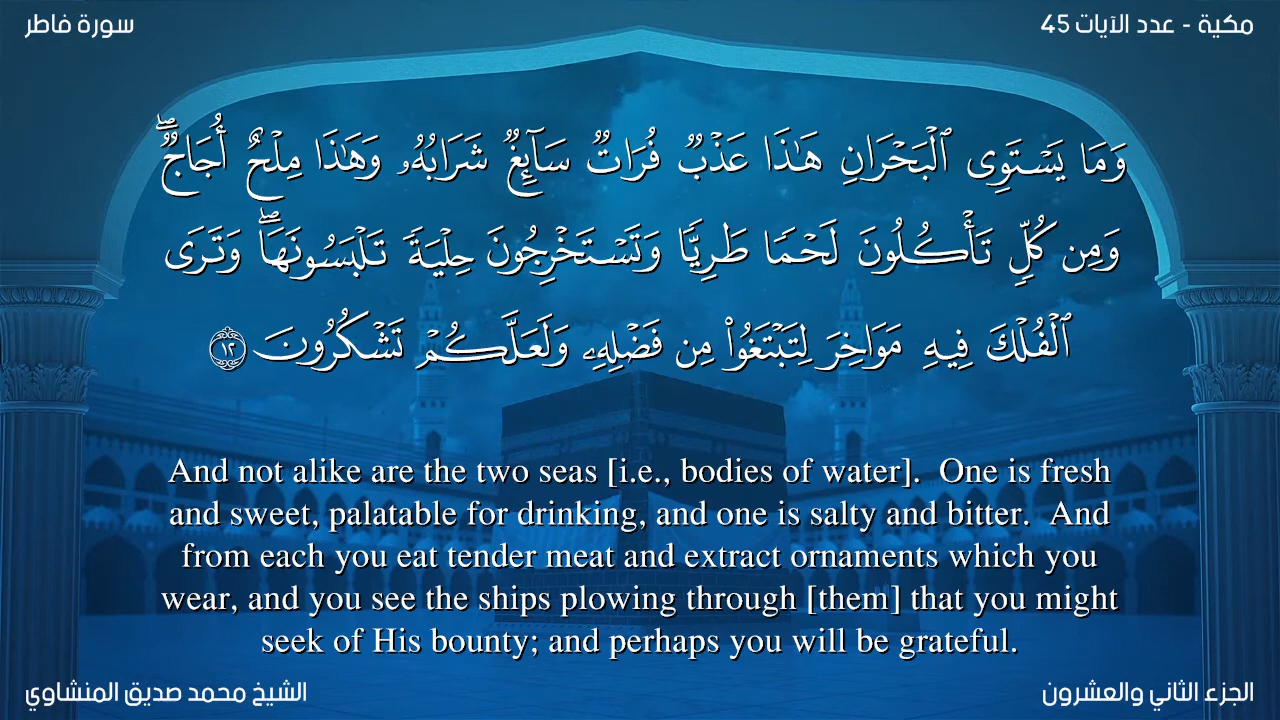 مكية - عدد الآيات 45
سورة فاطر
وَمَا يَسْتَوِى ٱلْبَحْرَانِ هَـٰذَا عَذْبٌ فُرَاتٌ سَآئِغٌ شَرَابُهُۥ وَهَـٰذَا مِلْحٌ أُجَاجٌ ۖ
وَمِن كُلٍّ تَأْكُلُونَ لَحْمًا طَرِيًّا وَتَسْتَخْرِجُونَ حِلْيَةً تَلْبَسُونَهَا ۖ وَتَرَى
ٱلْفُلْكَ فِيهِ مَوَاخِرَ لِتَبْتَغُوا۟ مِن فَضْلِهِۦ وَلَعَلَّكُمْ تَشْكُرُونَ ١٢
And not alike are the two seas [i.e., bodies of water].  One is fresh
and sweet, palatable for drinking, and one is salty and bitter.  And
from each you eat tender meat and extract ornaments which you
wear, and you see the ships plowing through [them] that you might
seek of His bounty; and perhaps you will be grateful.
الجزء الثاني والعشرون
الشيخ محمد صديق المنشاوي